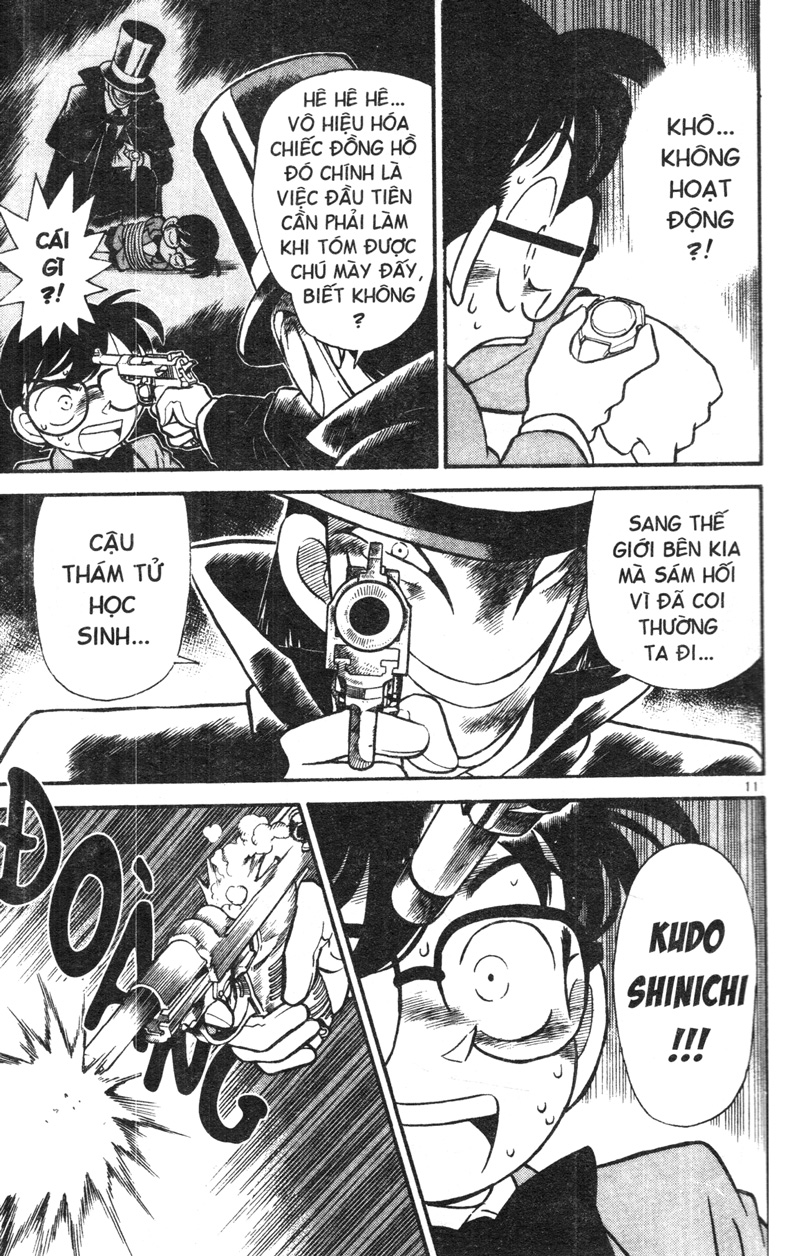 KHÔ...
KHÔNG
HOẠT
ĐỘNG
?!
HÊ HÊ HÊ...
VÔ HIỆU HÓA
CHIẾC ĐỒNG HỒ
ĐÓ CHÍNH LÀ
VIỆC ĐẦU TIÊN
CẦN PHẢI LÀM
KHI TÓM ĐƯỢC
CHÚ MÀY ĐẤY,
BIẾT KHÔNG
?
CÁI
GÌ
?!
SANG THẾ
GIỚI BÊN KIA
MÀ SÁM HỐI
VÌ ĐÃ COI
THƯỜNG
TA ĐI...
CẬU
THÁM TỬ
HỌC
SINH...
11
KUDO
SHINICHI
!!!
ĐOÀNG